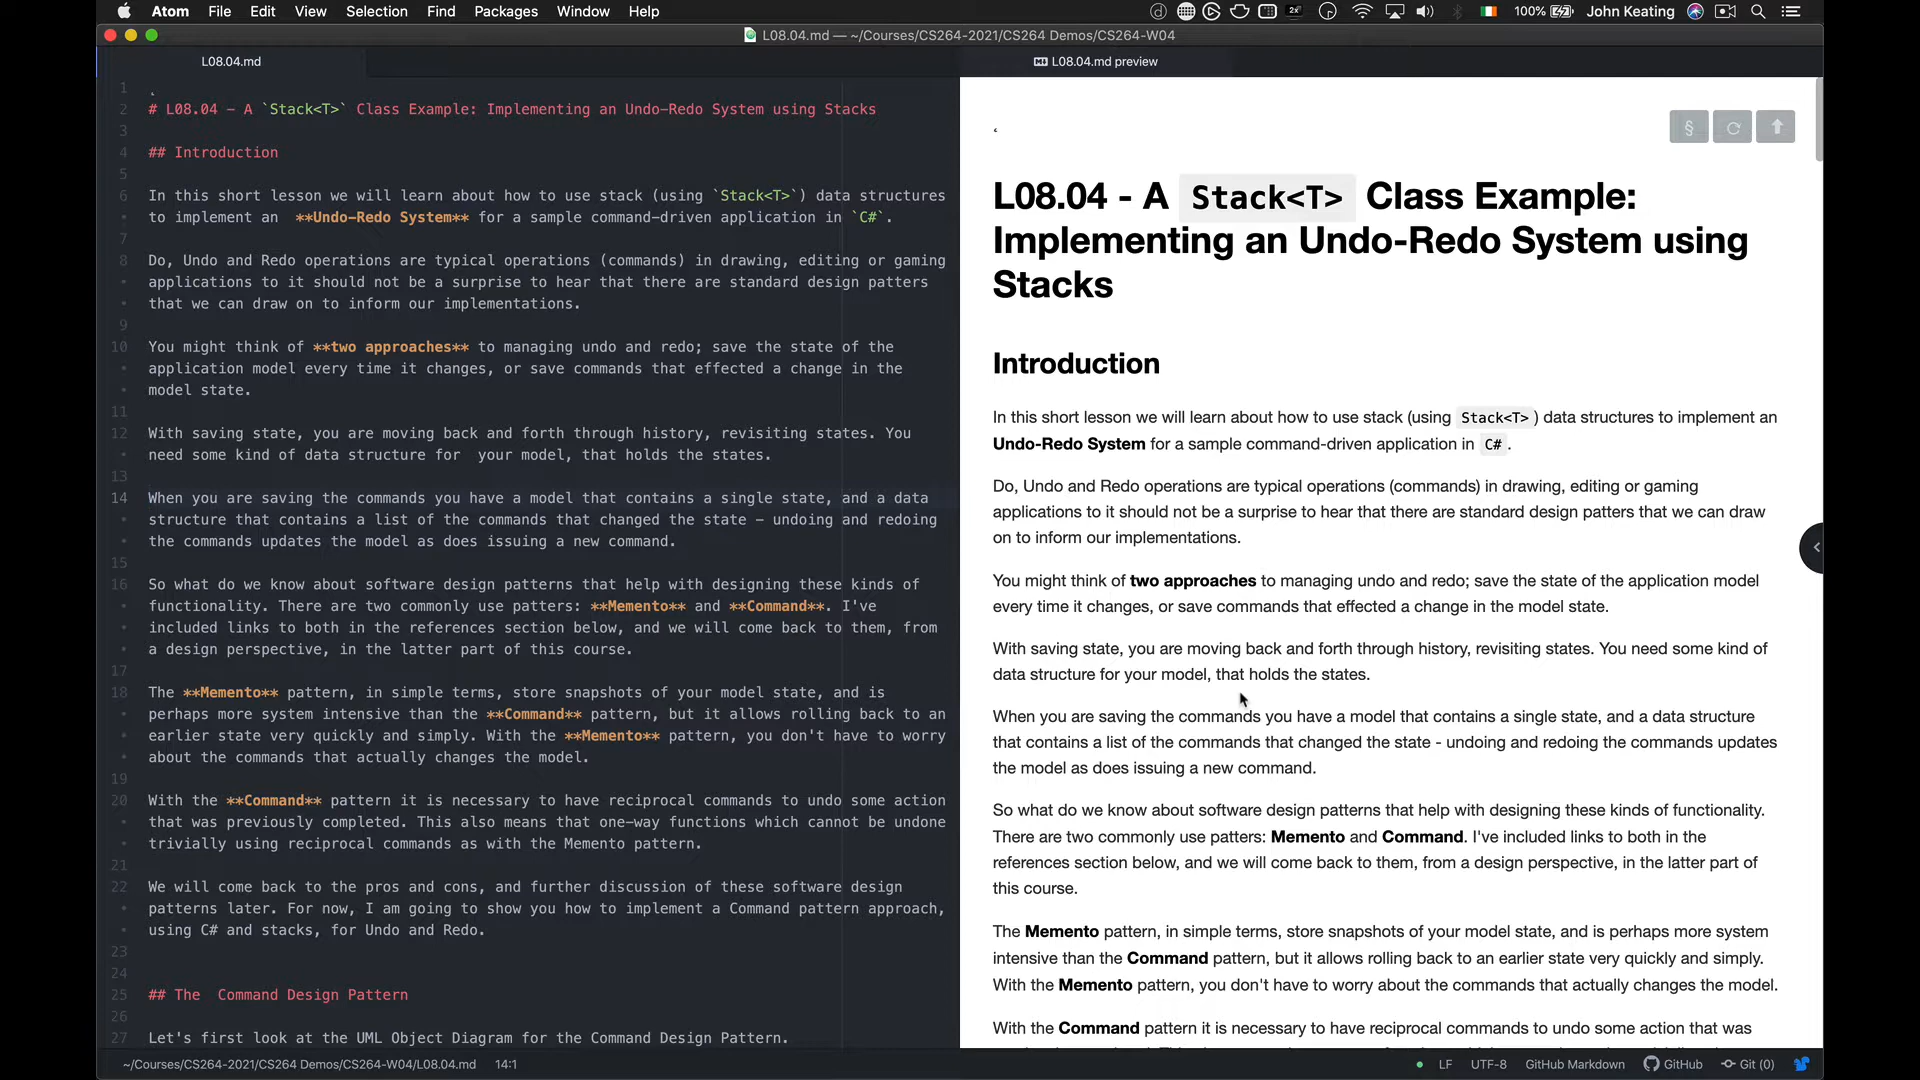 Atom File Edit View Selection Find Packages Window Help
2x 100% John Keating
L08.04.md — ~/Courses/CS264-2021/CS264 Demos/CS264-W04
L08.04.md
1
2 # L08.04 - A `Stack<T>` Class Example: Implementing an Undo-Redo System using Stacks
3
4 ## Introduction
5
6 In this short lesson we will learn about how to use stack (using `Stack<T>`) data structures
to implement an  **Undo-Redo System** for a sample command-driven application in `C#`.
7
8 Do, Undo and Redo operations are typical operations (commands) in drawing, editing or gaming
applications to it should not be a surprise to hear that there are standard design patters
that we can draw on to inform our implementations.
9
10 You might think of **two approaches** to managing undo and redo; save the state of the
application model every time it changes, or save commands that effected a change in the
model state.
11
12 With saving state, you are moving back and forth through history, revisiting states. You
need some kind of data structure for  your model, that holds the states.
13
14 When you are saving the commands you have a model that contains a single state, and a data
structure that contains a list of the commands that changed the state - undoing and redoing
the commands updates the model as does issuing a new command.
15
16 So what do we know about software design patterns that help with designing these kinds of
functionality. There are two commonly use patters: **Memento** and **Command**. I've
included links to both in the references section below, and we will come back to them, from
a design perspective, in the latter part of this course.
17
18 The **Memento** pattern, in simple terms, store snapshots of your model state, and is
perhaps more system intensive than the **Command** pattern, but it allows rolling back to an
earlier state very quickly and simply. With the **Memento** pattern, you don't have to worry
about the commands that actually changes the model.
19
20 With the **Command** pattern it is necessary to have reciprocal commands to undo some action
that was previously completed. This also means that one-way functions which cannot be undone
trivially using reciprocal commands as with the Memento pattern.
21
22 We will come back to the pros and cons, and further discussion of these software design
patterns later. For now, I am going to show you how to implement a Command pattern approach,
using C# and stacks, for Undo and Redo.
23
24
25 ## The  Command Design Pattern
26
27 Let's first look at the UML Object Diagram for the Command Design Pattern.
L08.04.md preview
§
L08.04 - A Stack<T> Class Example:
Implementing an Undo-Redo System using
Stacks
Introduction
In this short lesson we will learn about how to use stack (using Stack<T>) data structures to implement an
Undo-Redo System for a sample command-driven application in C#.
Do, Undo and Redo operations are typical operations (commands) in drawing, editing or gaming
applications to it should not be a surprise to hear that there are standard design patters that we can draw
on to inform our implementations.
You might think of two approaches to managing undo and redo; save the state of the application model
every time it changes, or save commands that effected a change in the model state.
With saving state, you are moving back and forth through history, revisiting states. You need some kind of
data structure for your model, that holds the states.
When you are saving the commands you have a model that contains a single state, and a data structure
that contains a list of the commands that changed the state - undoing and redoing the commands updates
the model as does issuing a new command.
So what do we know about software design patterns that help with designing these kinds of functionality.
There are two commonly use patters: Memento and Command. I've included links to both in the
references section below, and we will come back to them, from a design perspective, in the latter part of
this course.
The Memento pattern, in simple terms, store snapshots of your model state, and is perhaps more system
intensive than the Command pattern, but it allows rolling back to an earlier state very quickly and simply.
With the Memento pattern, you don't have to worry about the commands that actually changes the model.
With the Command pattern it is necessary to have reciprocal commands to undo some action that was
~/Courses/CS264-2021/CS264 Demos/CS264-W04/L08.04.md 14:1
LF UTF-8 GitHub Markdown GitHub Git (0)